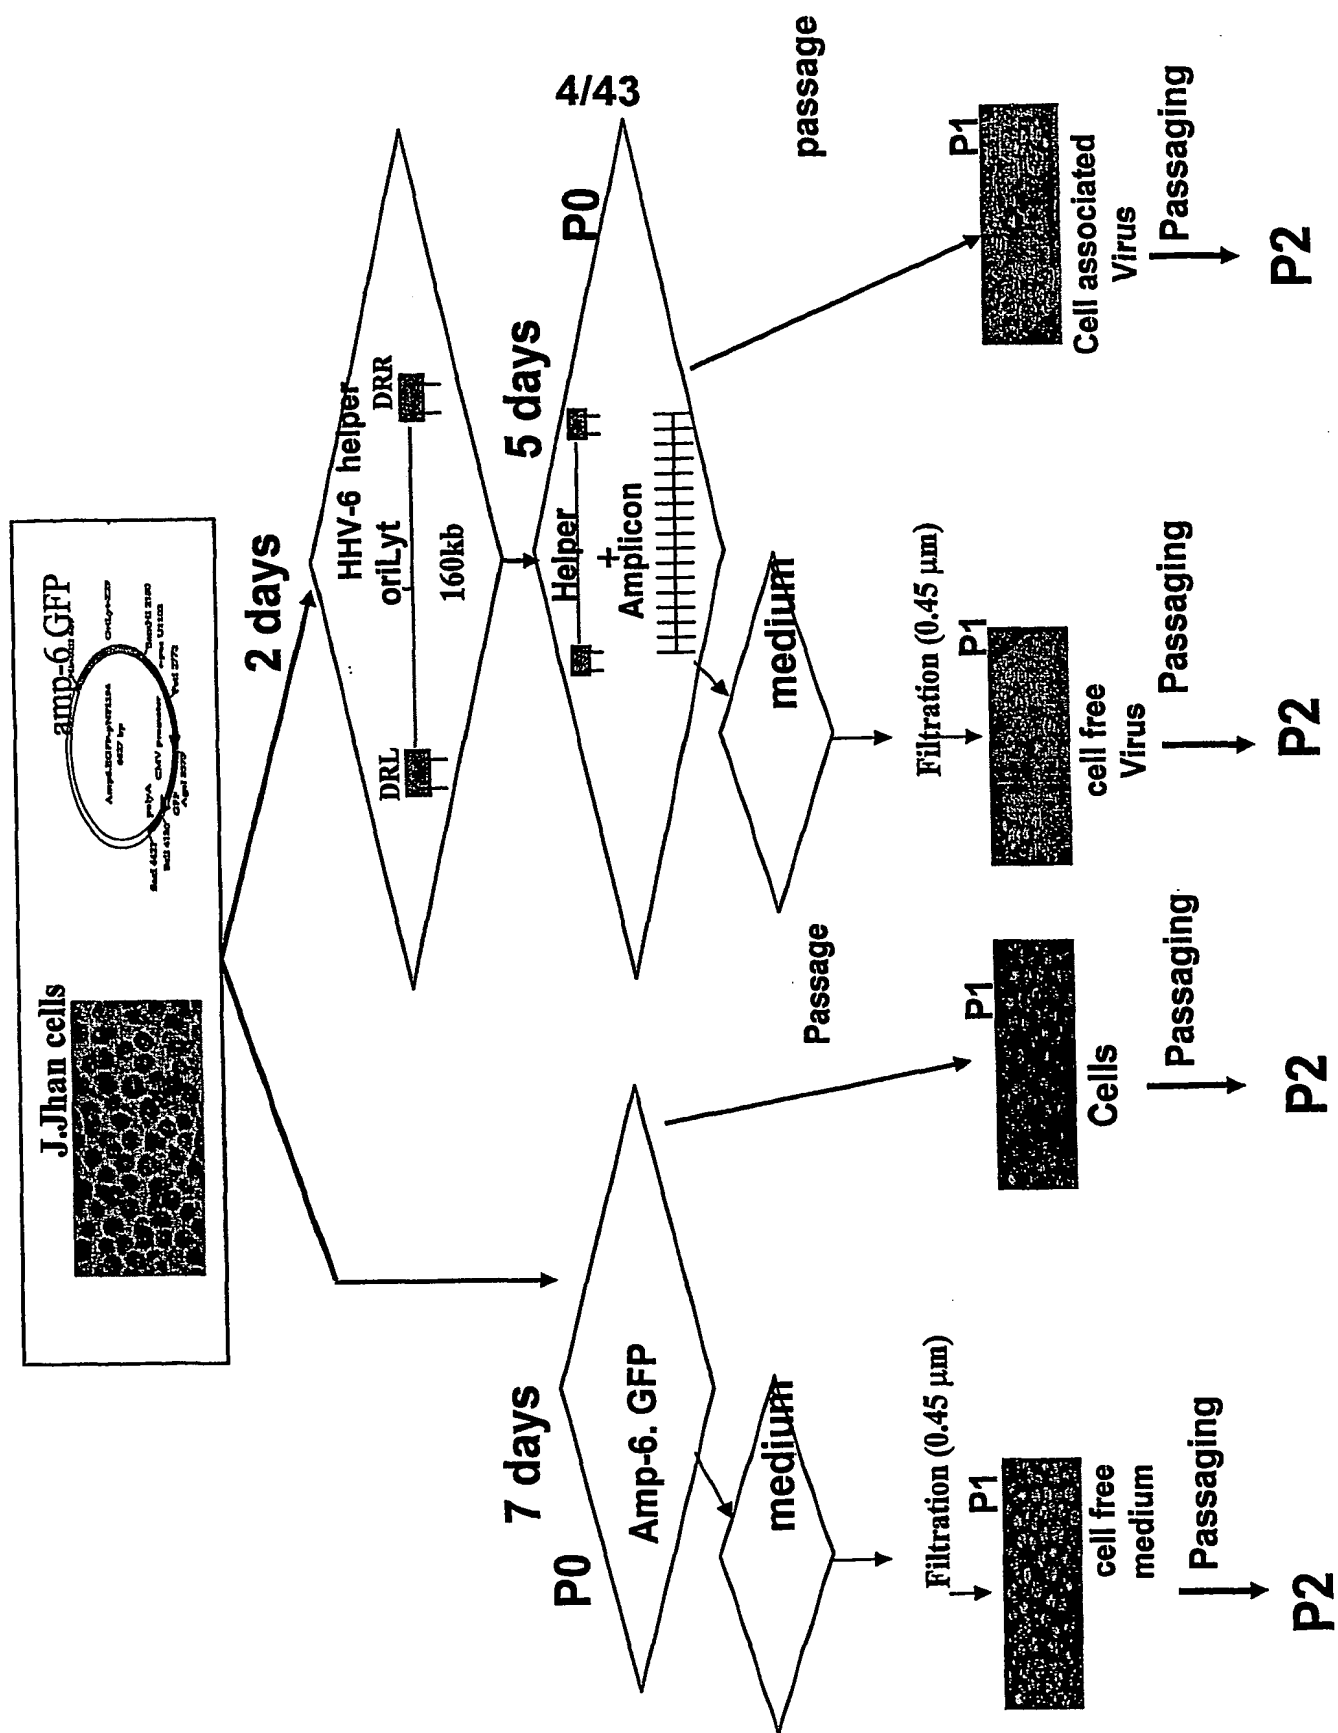 4/43
J.Jhan cells
amp-6.GFP
polyA
CMV promoter
GFP
2 days
HHV-6 helper
oriLyt
DRL
DRR
160kb
7 days
P0
Amp-6. GFP
5 days
P0
Helper
+
Amplicon
medium
medium
Passage
passage
Filtration (0.45 µm)
Filtration (0.45 µm)
P1
P1
P1
P1
cell free
medium
Cells
cell free
Virus
Cell associated
Virus
Passaging
Passaging
Passaging
Passaging
P2
P2
P2
P2